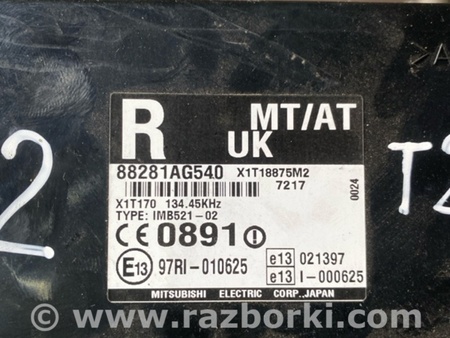 R MT/AT
UK
88281AG540 X1T18875M2
7217
0024
X1T170 134.45KHz
TYPE: IMB521-02
CE 0891
E13 97RI-010625
e13 021397
e13 I-000625
MITSUBISHI ELECTRIC CORP.,JAPAN
2
www.razborki.com